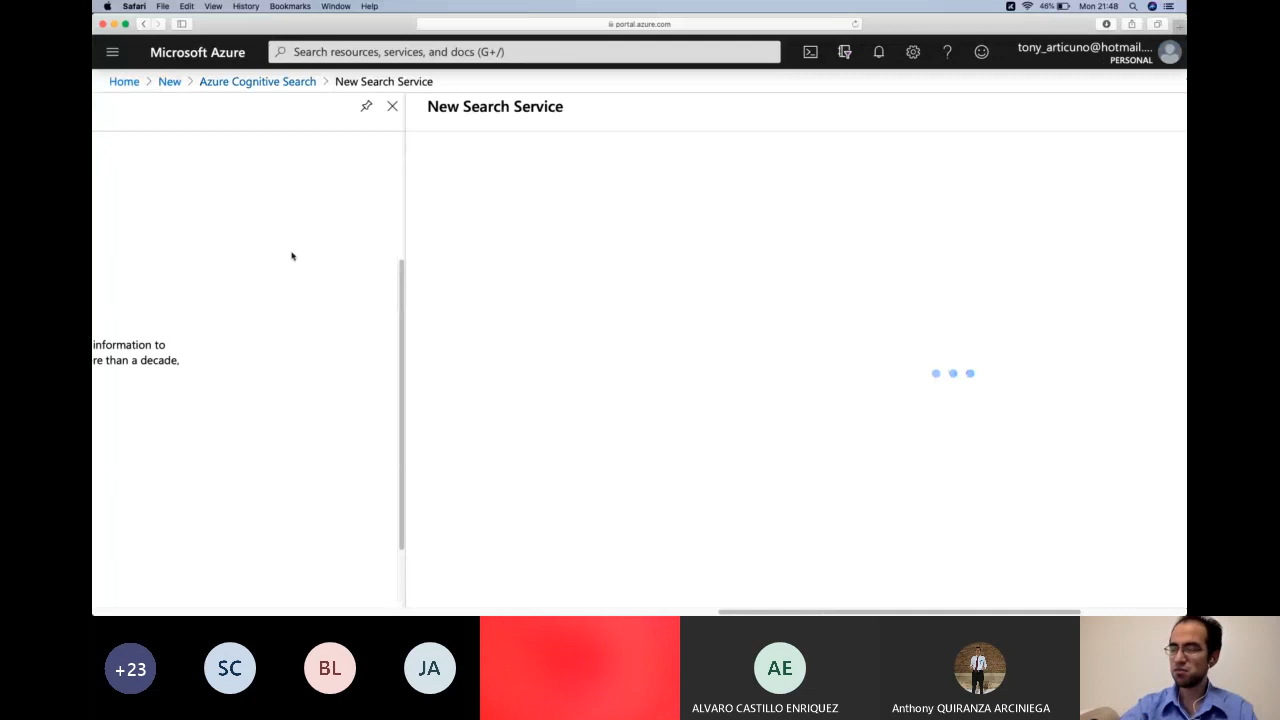 Safari File Edit View History Bookmarks Window Help 46% Mon 21:48
portal.azure.com
Microsoft Azure Search resources, services, and docs (G+/) tony_articuno@hotmail.... 
PERSONAL
Home > New > Azure Cognitive Search > New Search Service
New Search Service
information to
re than a decade,
+23 SC BL JA AE
ALVARO CASTILLO ENRIQUEZ Anthony QUIRANZA ARCINIEGA